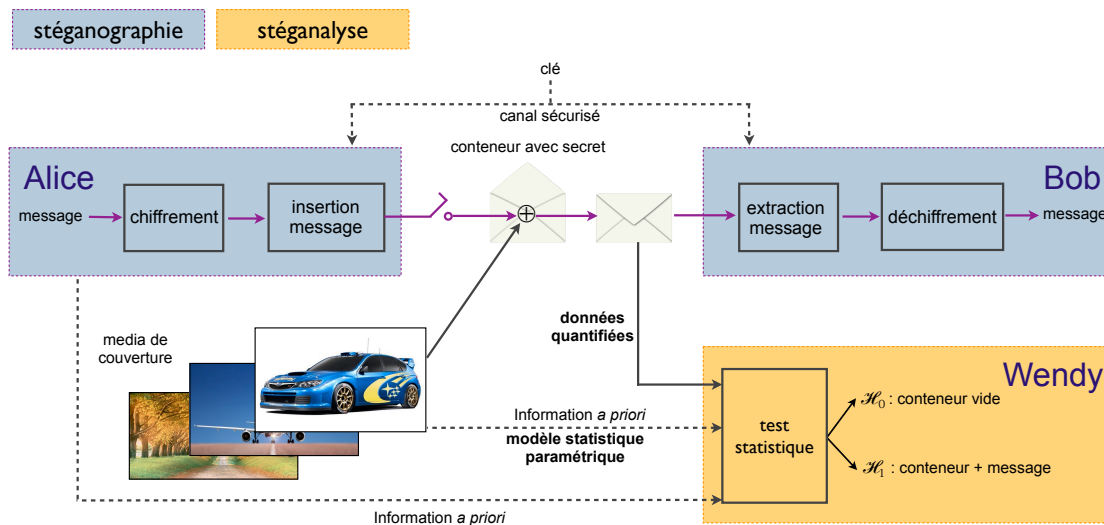 stéganographie
stéganalyse
clé
canal sécurisé
conteneur avec secret
Alice
message
chiffrement
insertion
message
Bob
extraction
message
déchiffrement
message
media de
couverture
données
quantifiées
Wendy
Information a priori
modèle statistique
paramétrique
test
statistique
ℋ0 : conteneur vide
ℋ1 : conteneur + message
Information a priori